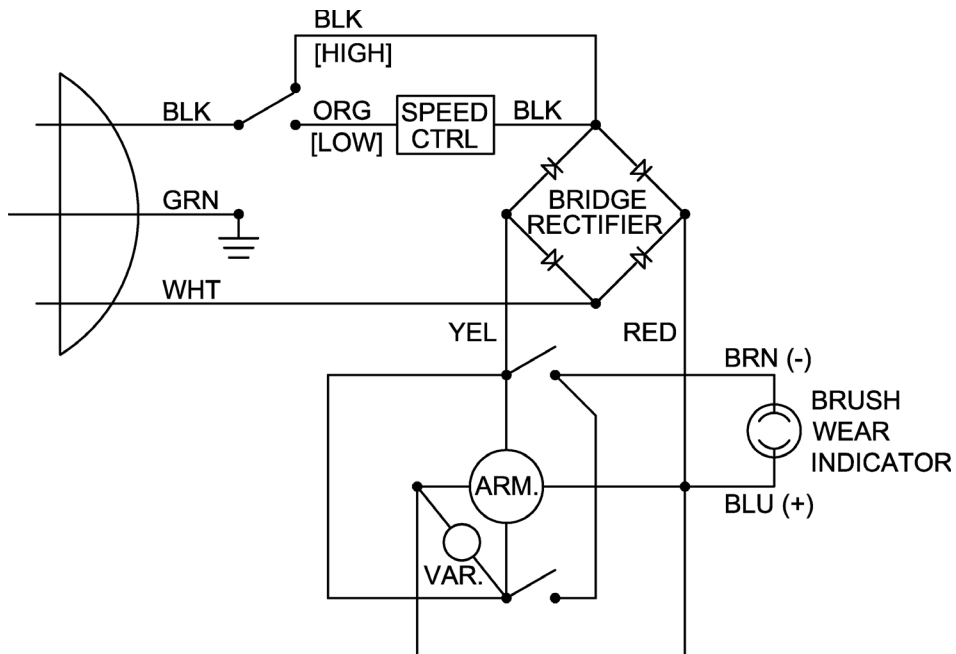 BLK
[HIGH]
BLK
ORG
[LOW]
SPEED
CTRL
BLK
GRN
BRIDGE
RECTIFIER
WHT
YEL
RED
BRN (-)
BRUSH
WEAR
INDICATOR
ARM.
BLU (+)
VAR.